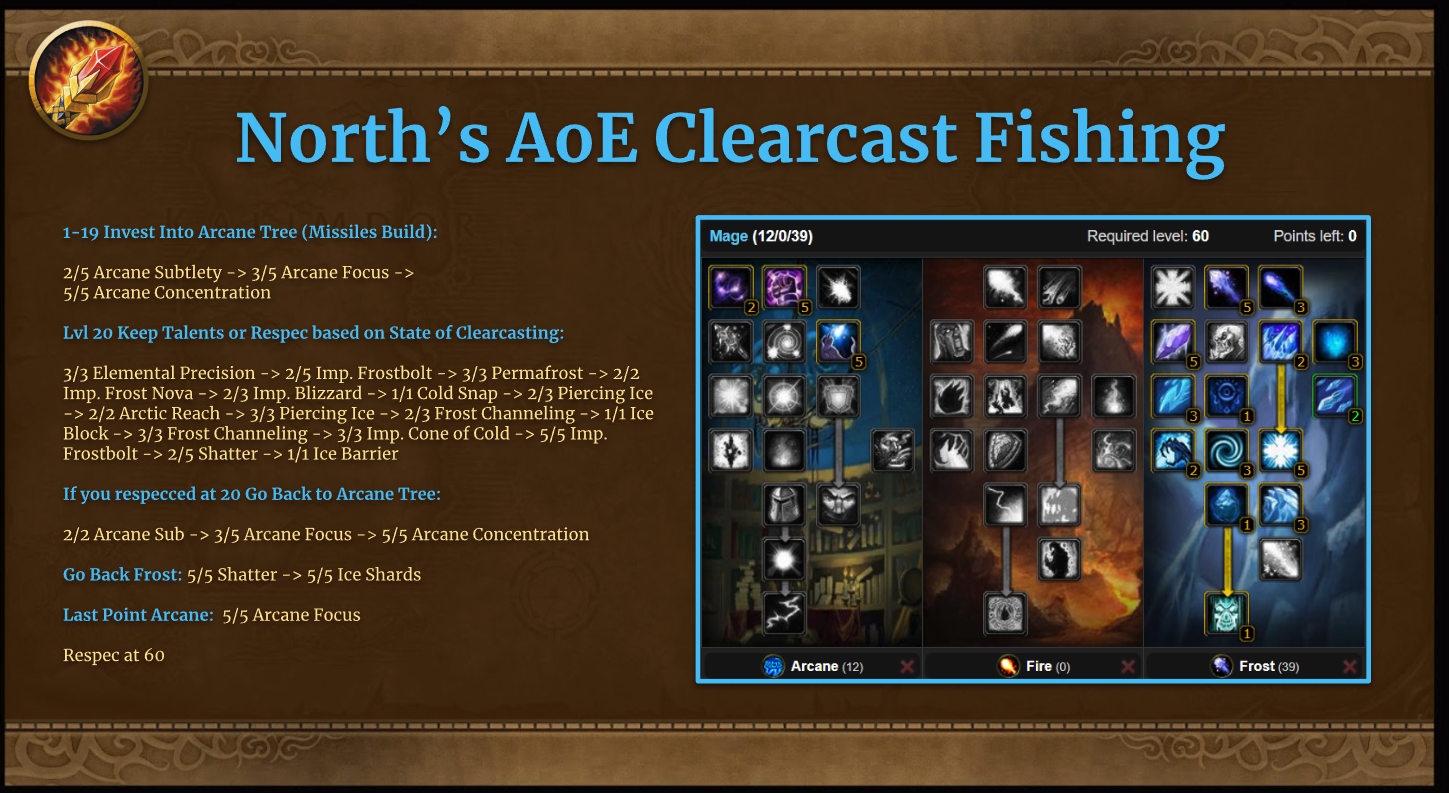 North's AoE Clearcast Fishing
1-19 Invest Into Arcane Tree (Missiles Build):
2/5 Arcane Subtlety -> 3/5 Arcane Focus ->
5/5 Arcane Concentration
Lvl 20 Keep Talents or Respec based on State of Clearcasting:
3/3 Elemental Precision -> 2/5 Imp. Frostbolt -> 3/3 Permafrost -> 2/2
Imp. Frost Nova -> 2/3 Imp. Blizzard -> 1/1 Cold Snap -> 2/3 Piercing Ice
-> 2/2 Arctic Reach -> 3/3 Piercing Ice -> 2/3 Frost Channeling -> 1/1 Ice
Block -> 3/3 Frost Channeling -> 3/3 Imp. Cone of Cold -> 5/5 Imp.
Frostbolt -> 2/5 Shatter -> 1/1 Ice Barrier
If you respecced at 20 Go Back to Arcane Tree:
2/2 Arcane Sub -> 3/5 Arcane Focus -> 5/5 Arcane Concentration
Go Back Frost: 5/5 Shatter -> 5/5 Ice Shards
Last Point Arcane: 5/5 Arcane Focus
Respec at 60
Mage (12/0/39) Required level: 60 Points left: 0
2 5 5 3
5 5 2 3
3 1 2
2 3 5
1 3
1
Arcane (12) Fire (0) Frost (39)